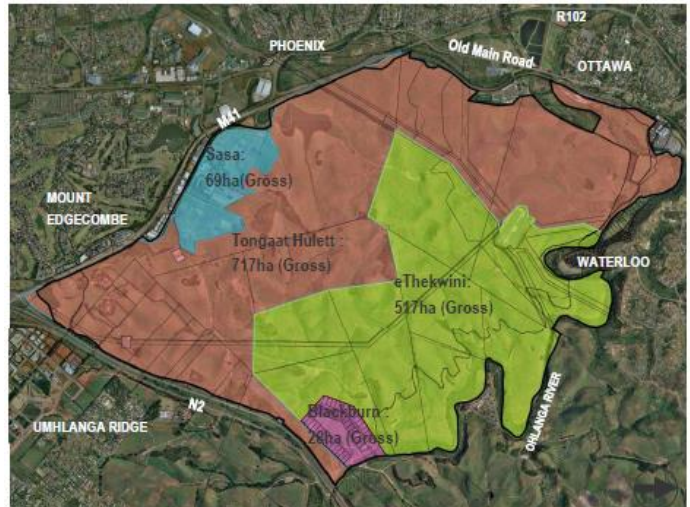 R102
PHOENIX
Old Main Road
OTTAWA
M41
Sasa:
69ha(Gross)
MOUNT
EDGECOMBE
Tongaat Hulett :
717ha (Gross)
WATERLOO
eThekwini:
517ha (Gross)
N2
Blackburn :
28ha (Gross)
UMHLANGA RIDGE
OHLANGA RIVER